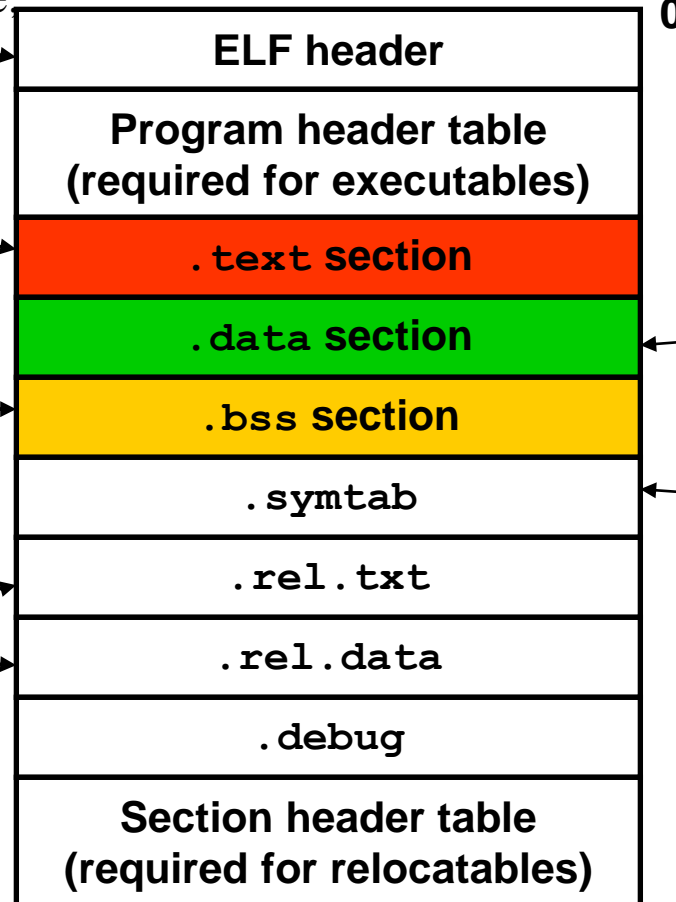 0
ELF header
Program header table
(required for executables)
.text section
.data section
.bss section
.symtab
.rel.txt
.rel.data
.debug
Section header table
(required for relocatables)